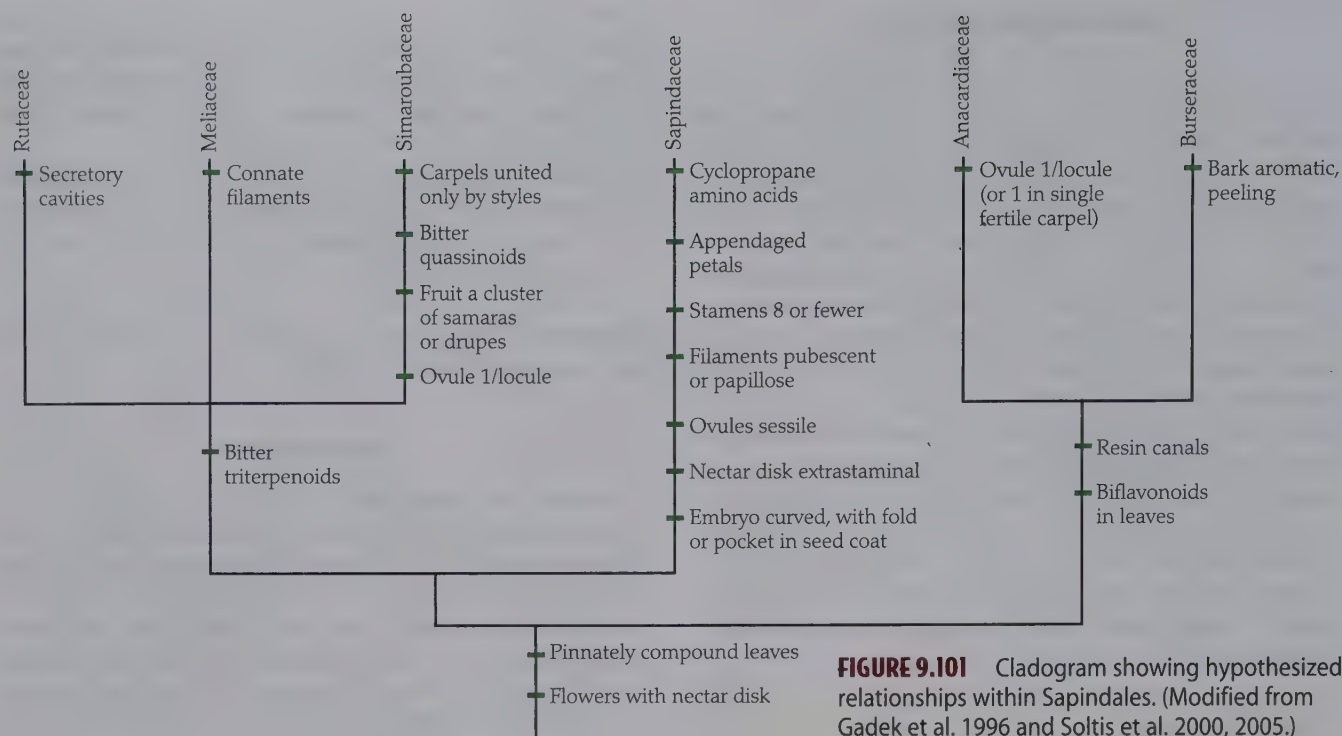 Rutaceae
Meliaceae
Simaroubaceae
Sapindaceae
Anacardiaceae
Burseraceae
Secretory
cavities
Connate
filaments
Carpels united
only by styles
Bitter
quassinoids
Fruit a cluster
of samaras
or drupes
Ovule 1/locule
Bitter
triterpenoids
Cyclopropane
amino acids
Appendaged
petals
Stamens 8 or fewer
Filaments pubescent
or papillose
Ovules sessile
Nectar disk extrastaminal
Embryo curved, with fold
or pocket in seed coat
Ovule 1/locule
(or 1 in single
fertile carpel)
Bark aromatic,
peeling
Resin canals
Biflavonoids
in leaves
Pinnately compound leaves
Flowers with nectar disk
FIGURE 9.101 Cladogram showing hypothesized
relationships within Sapindales. (Modified from
Gadek et al. 1996 and Soltis et al. 2000, 2005.)